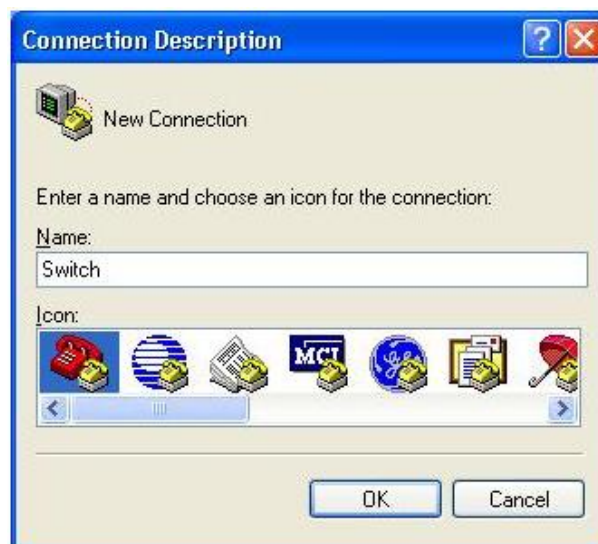 Connection Description
?
New Connection
Enter a name and choose an icon for the connection:
Name:
Switch
Icon:
MCI
OK
Cancel